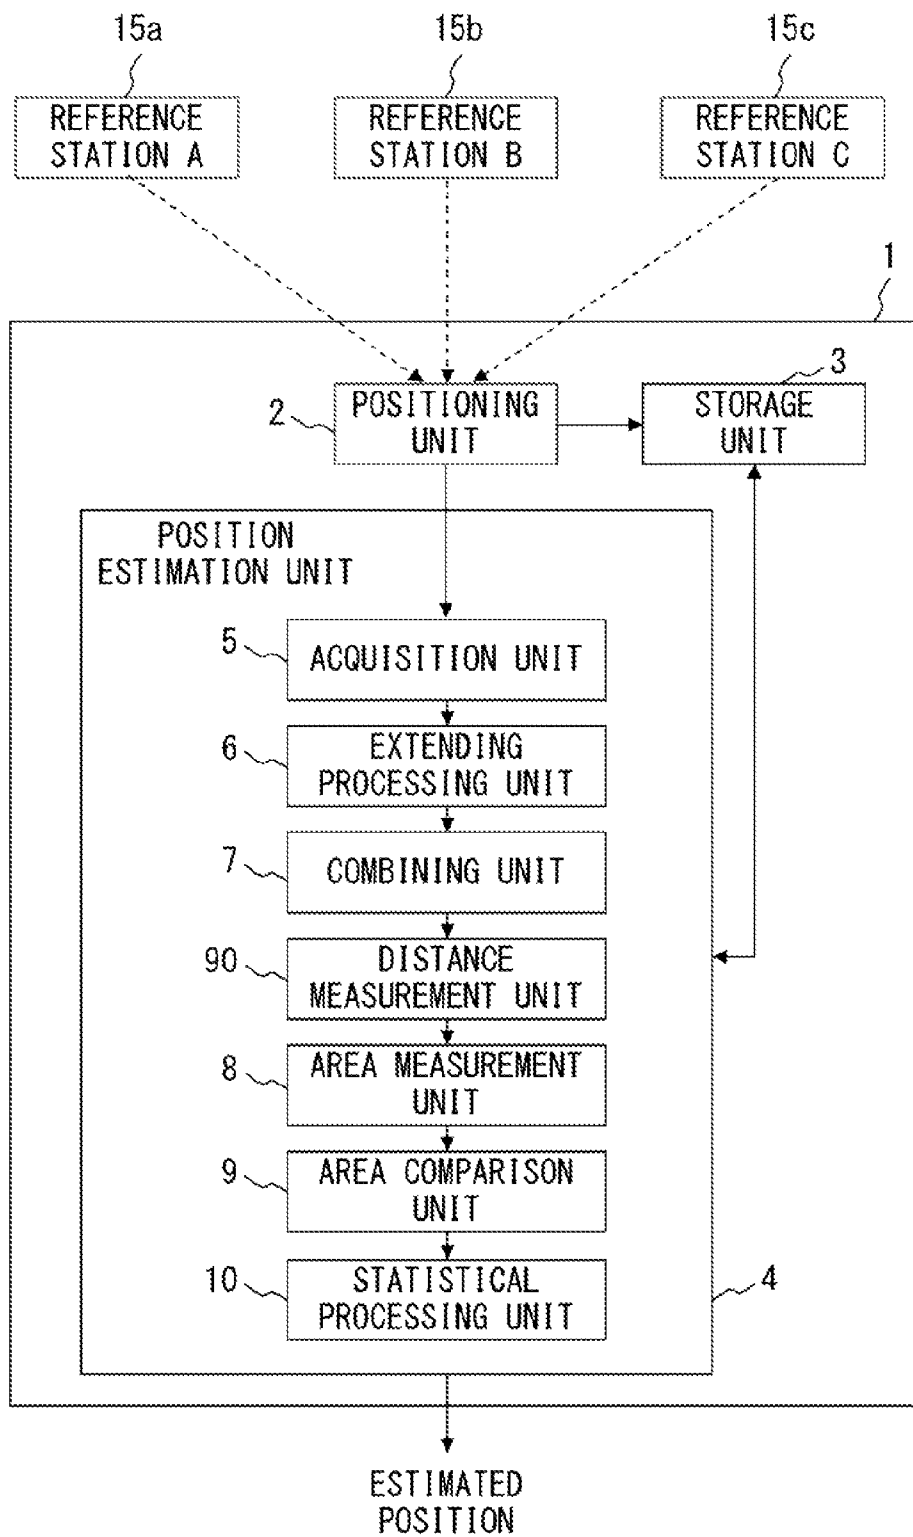 15a
15b
15c
REFERENCE
STATION A
REFERENCE
STATION B
REFERENCE
STATION C
1
2
POSITIONING
UNIT
3
STORAGE
UNIT
POSITION
ESTIMATION UNIT
5
ACQUISITION UNIT
6
EXTENDING
PROCESSING UNIT
7
COMBINING UNIT
90
DISTANCE
MEASUREMENT UNIT
8
AREA MEASUREMENT
UNIT
9
AREA COMPARISON
UNIT
10
STATISTICAL
PROCESSING UNIT
4
ESTIMATED
POSITION